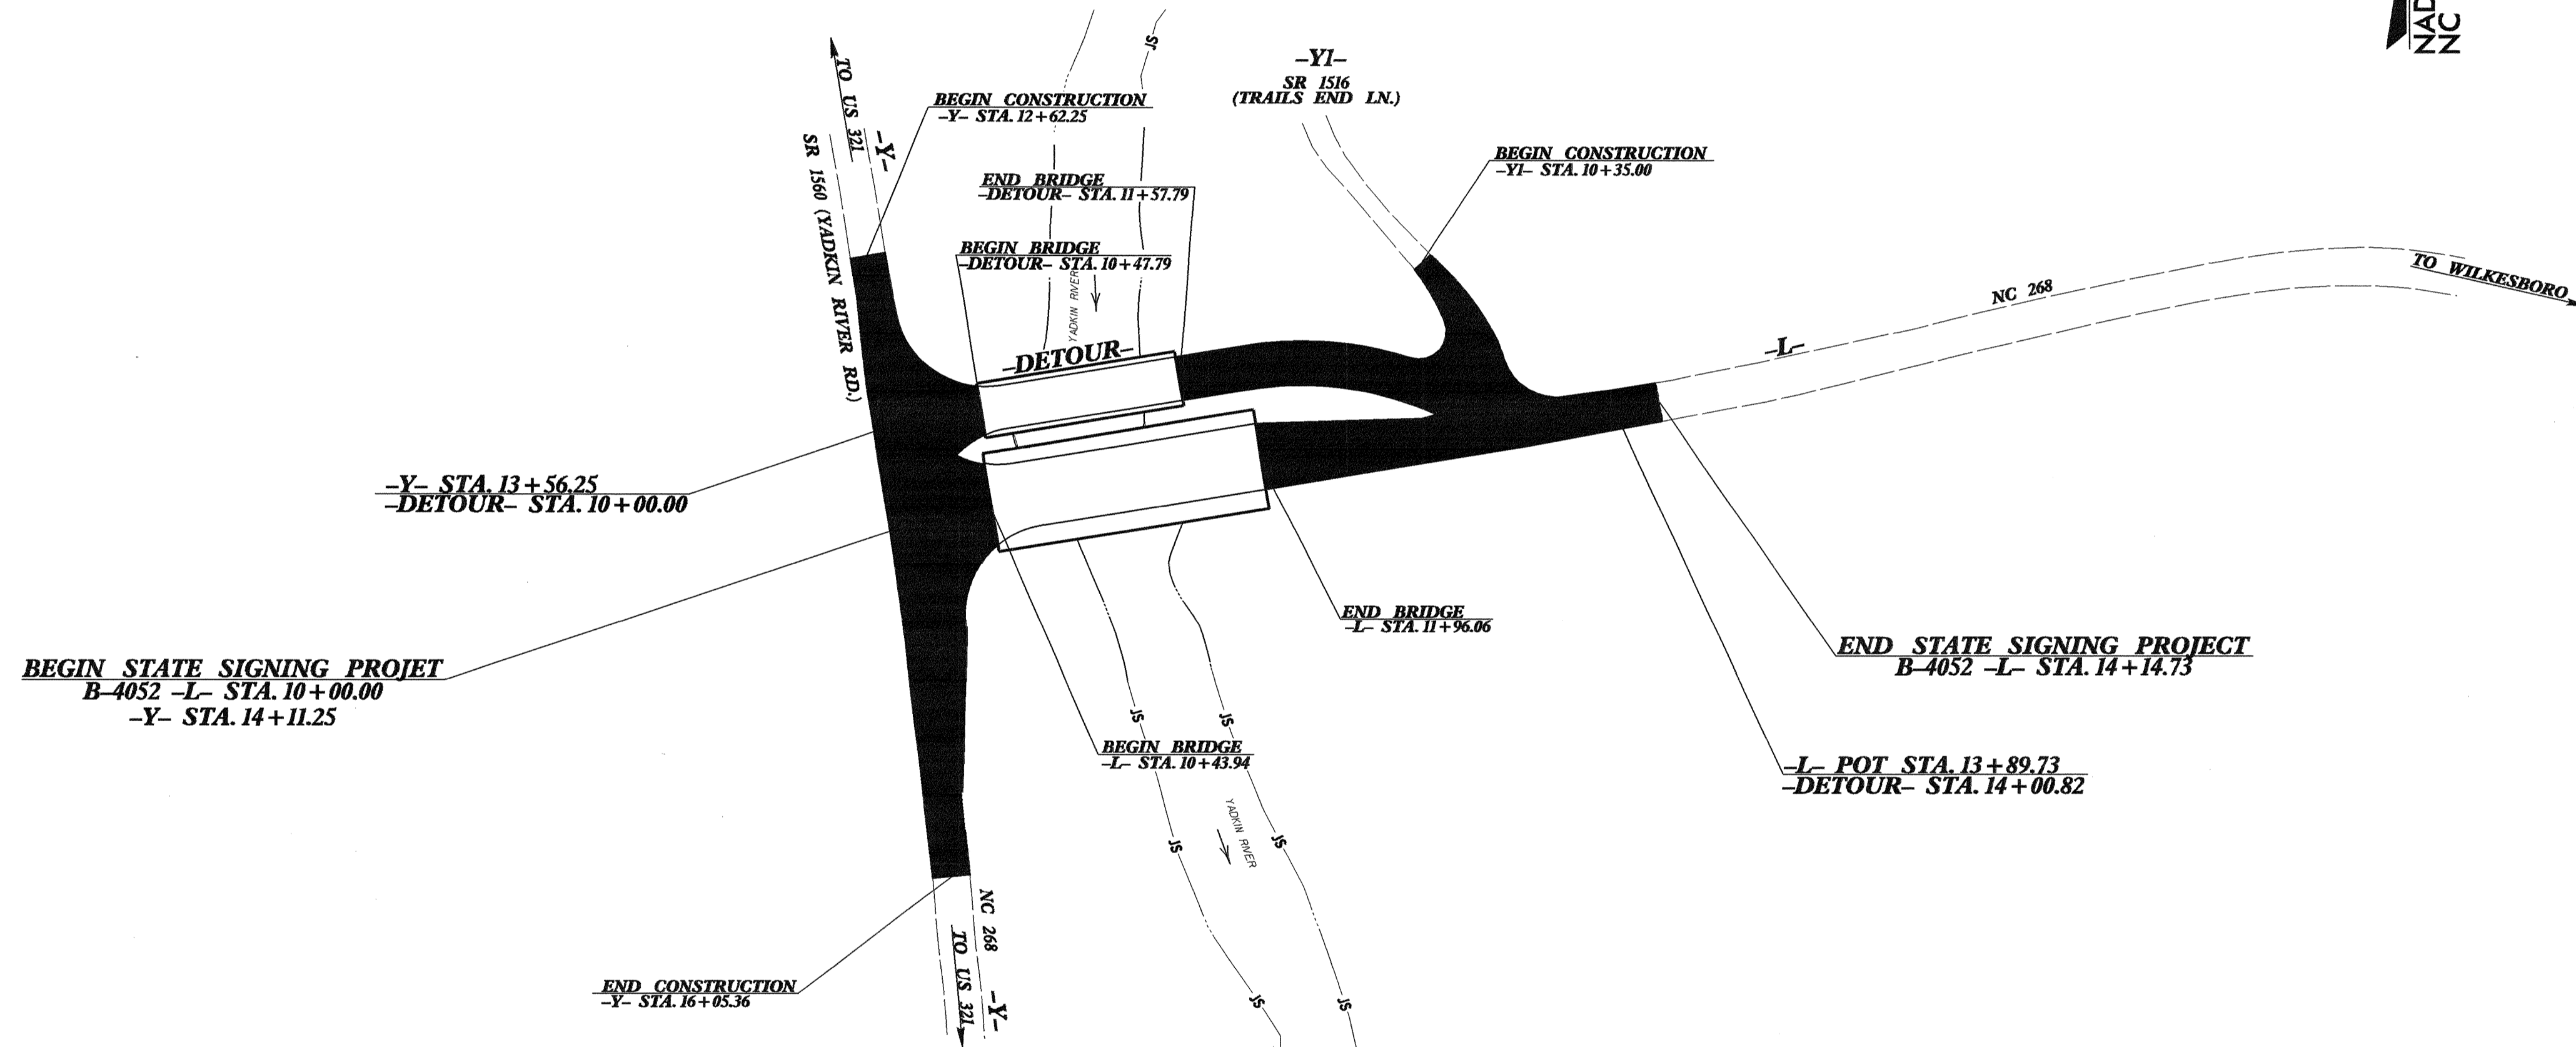 NAD
NC
-Y1-
SR 1516
(TRAILS END LN.)
TO US 321
-Y-
SR 1560 (YADKIN RIVER RD.)
BEGIN CONSTRUCTION
-Y- STA. 12+62.25
END BRIDGE
-DETOUR- STA. 11+57.79
BEGIN BRIDGE
-DETOUR- STA. 10+47.79
YADKIN RIVER
JS
BEGIN CONSTRUCTION
-Y1- STA. 10+35.00
NC 268
TO WILKESBORO
-L-
-DETOUR-
-Y- STA. 13+56.25
-DETOUR- STA. 10+00.00
BEGIN STATE SIGNING PROJET
B-4052 -L- STA. 10+00.00
-Y- STA. 14+11.25
END BRIDGE
-L- STA. 11+96.06
END STATE SIGNING PROJECT
B-4052 -L- STA. 14+14.73
-L- POT STA. 13+89.73
-DETOUR- STA. 14+00.82
BEGIN BRIDGE
-L- STA. 10+43.94
JS
JS
YADKIN RIVER
JS
JS
JS
JS
END CONSTRUCTION
-Y- STA. 16+05.36
NC 268
TO US 321
-Y-